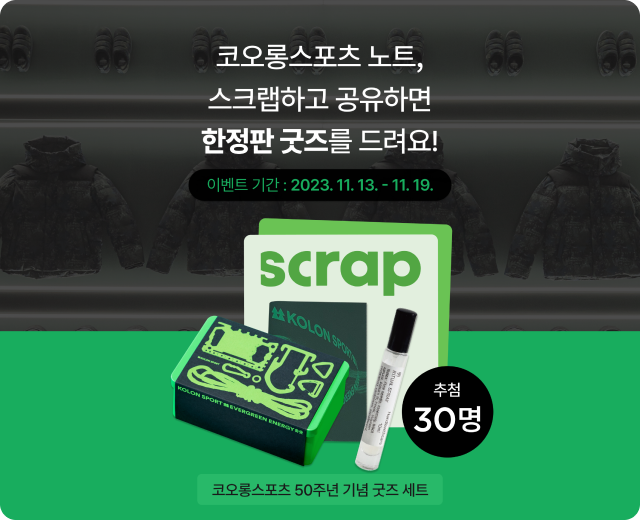 코오롱스포츠 노트,
스크랩하고 공유하면
한정판 굿즈를 드려요!
이벤트 기간 : 2023. 11. 13. - 11. 19.
scrap
KOLON SPORT
KOLON SPORT EVERGREEN ENERGY
추첨
30명
코오롱스포츠 50주년 기념 굿즈 세트